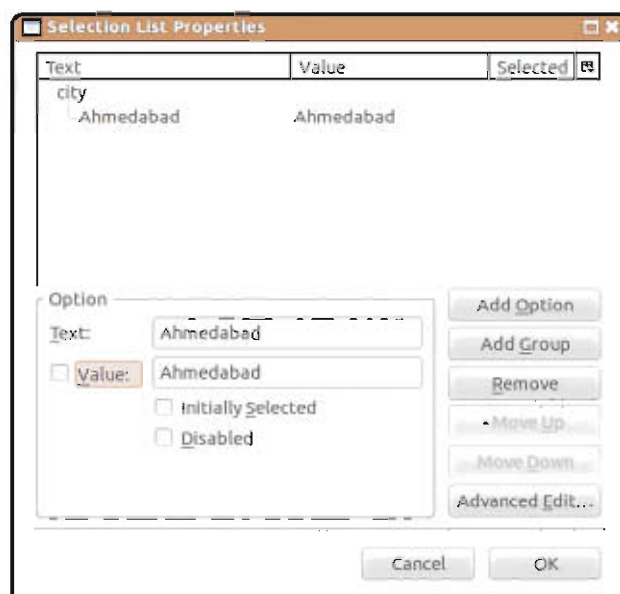 Selection List Properties
Text Value Selected
city
Ahmedabad Ahmedabad
Option
Text: Ahmedabad
Value: Ahmedabad
Initially Selected
Disabled
Add Option
Add Group
Remove
Move Up
Move Down
Advanced Edit...
Cancel OK